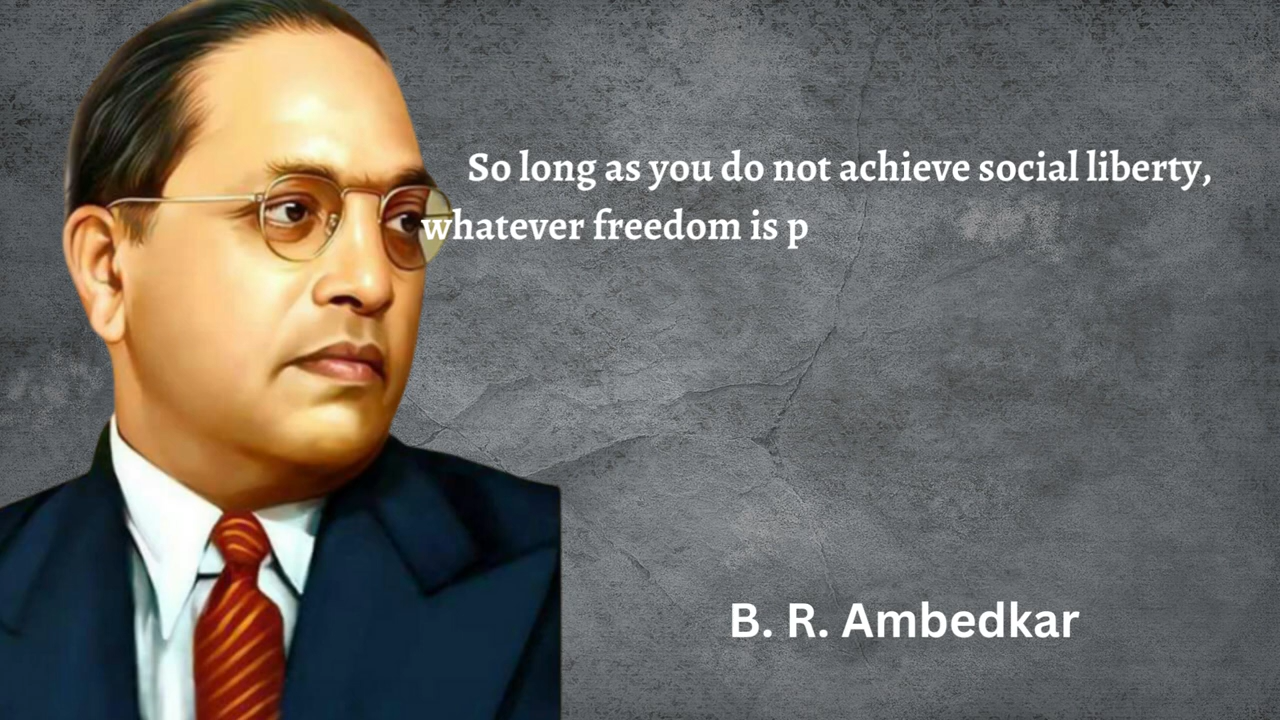 So long as you do not achieve social liberty,
whatever freedom is p
B. R. Ambedkar